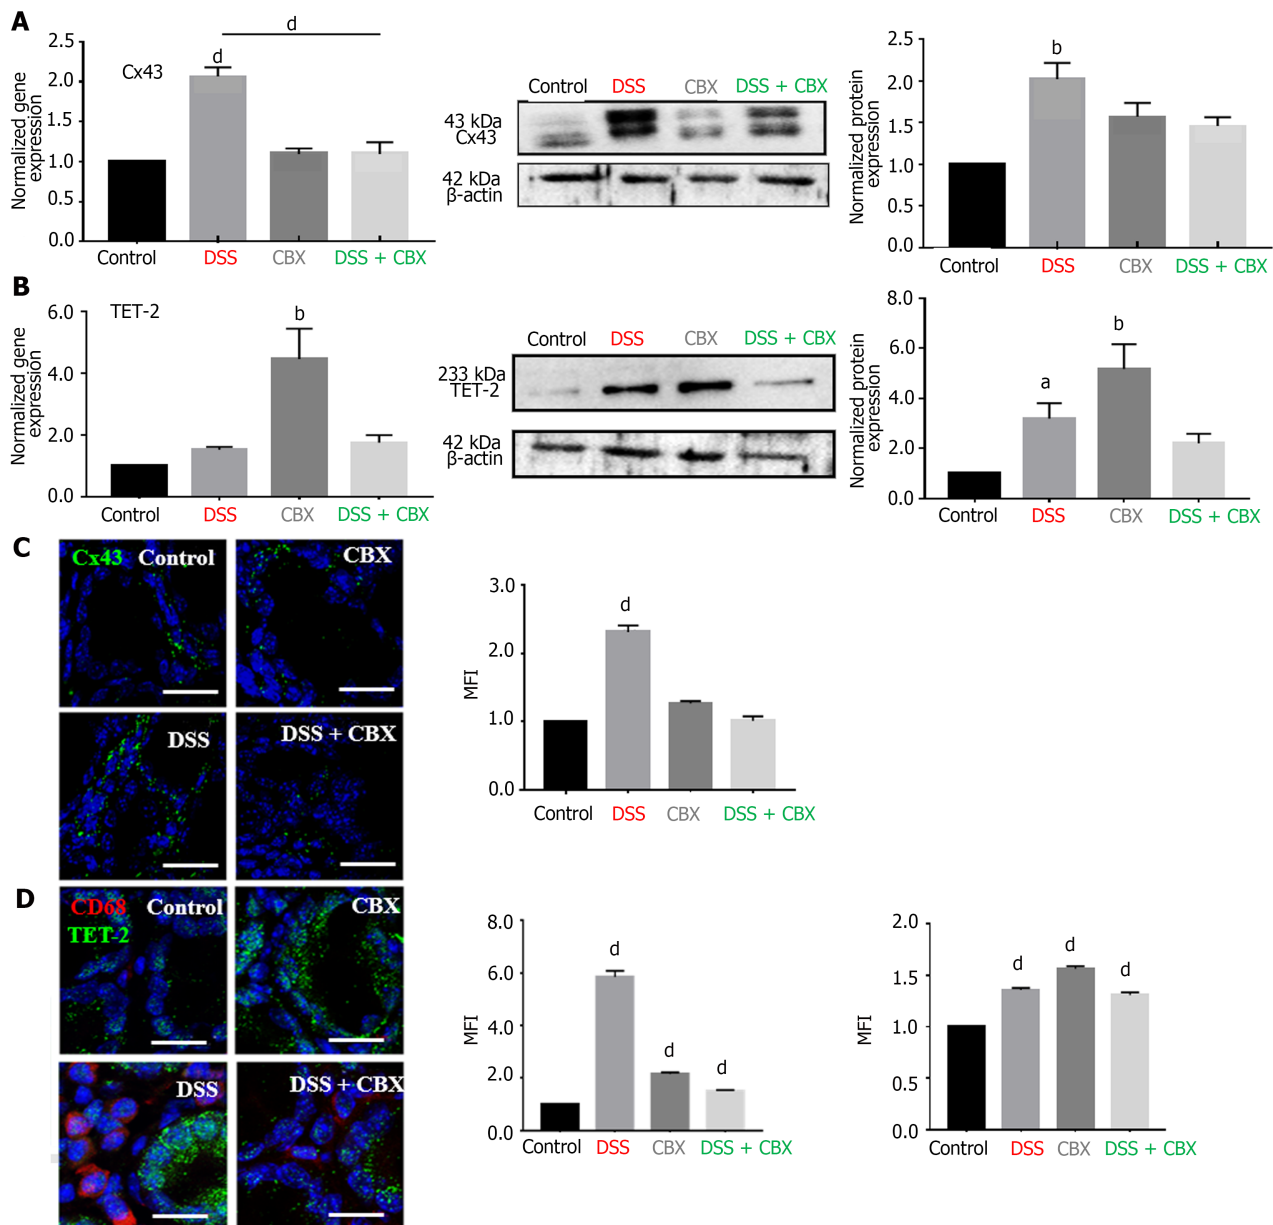 A
d
2.5
Cx43
d
2.0
1.5
1.0
0.5
0.0
Normalized gene
expression
Control DSS CBX DSS + CBX
Control DSS CBX DSS + CBX
43 kDa
Cx43
42 kDa
β-actin
2.5
b
2.0
1.5
1.0
0.5
0.0
Normalized protein
expression
Control DSS CBX DSS + CBX
B
6.0
TET-2
b
4.0
2.0
0.0
Normalized gene
expression
Control DSS CBX DSS + CBX
Control DSS CBX DSS + CBX
233 kDa
TET-2
42 kDa
β-actin
8.0
b
6.0
a
4.0
2.0
0.0
Normalized protein
expression
Control DSS CBX DSS + CBX
C
Cx43 Control
CBX
DSS
DSS + CBX
3.0
d
2.0
1.0
0.0
MFI
Control DSS CBX DSS + CBX
D
CD68 Control
TET-2
CBX
DSS
DSS + CBX
8.0
d
6.0
4.0
d
d
2.0
0.0
MFI
Control DSS CBX DSS + CBX
2.0
d
d
d
1.5
1.0
0.5
0.0
MFI
Control DSS CBX DSS + CBX